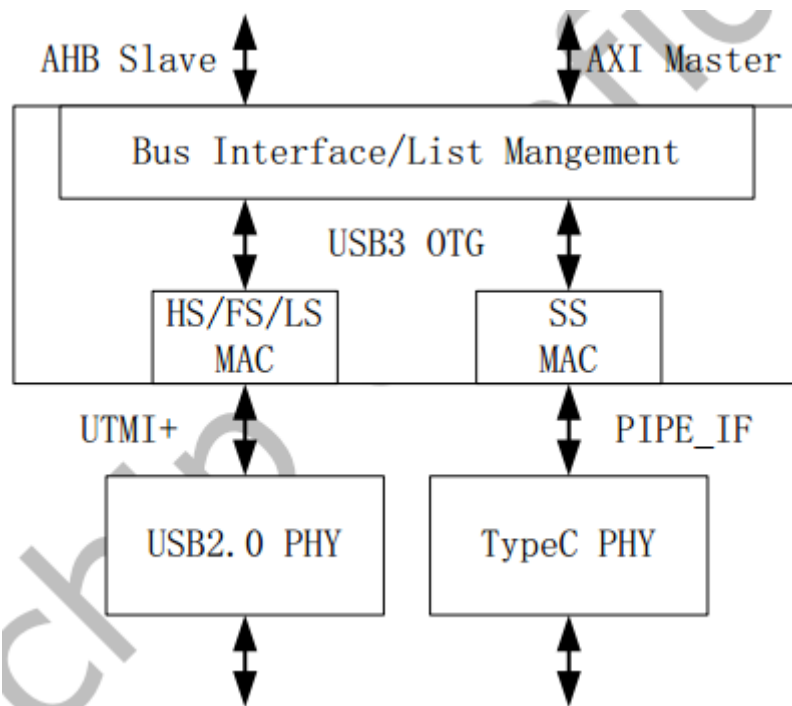 AHB Slave
AXI Master
Bus Interface/List Mangement
USB3 OTG
HS/FS/LS
MAC
SS
MAC
UTMI+
PIPE_IF
USB2.0 PHY
TypeC PHY